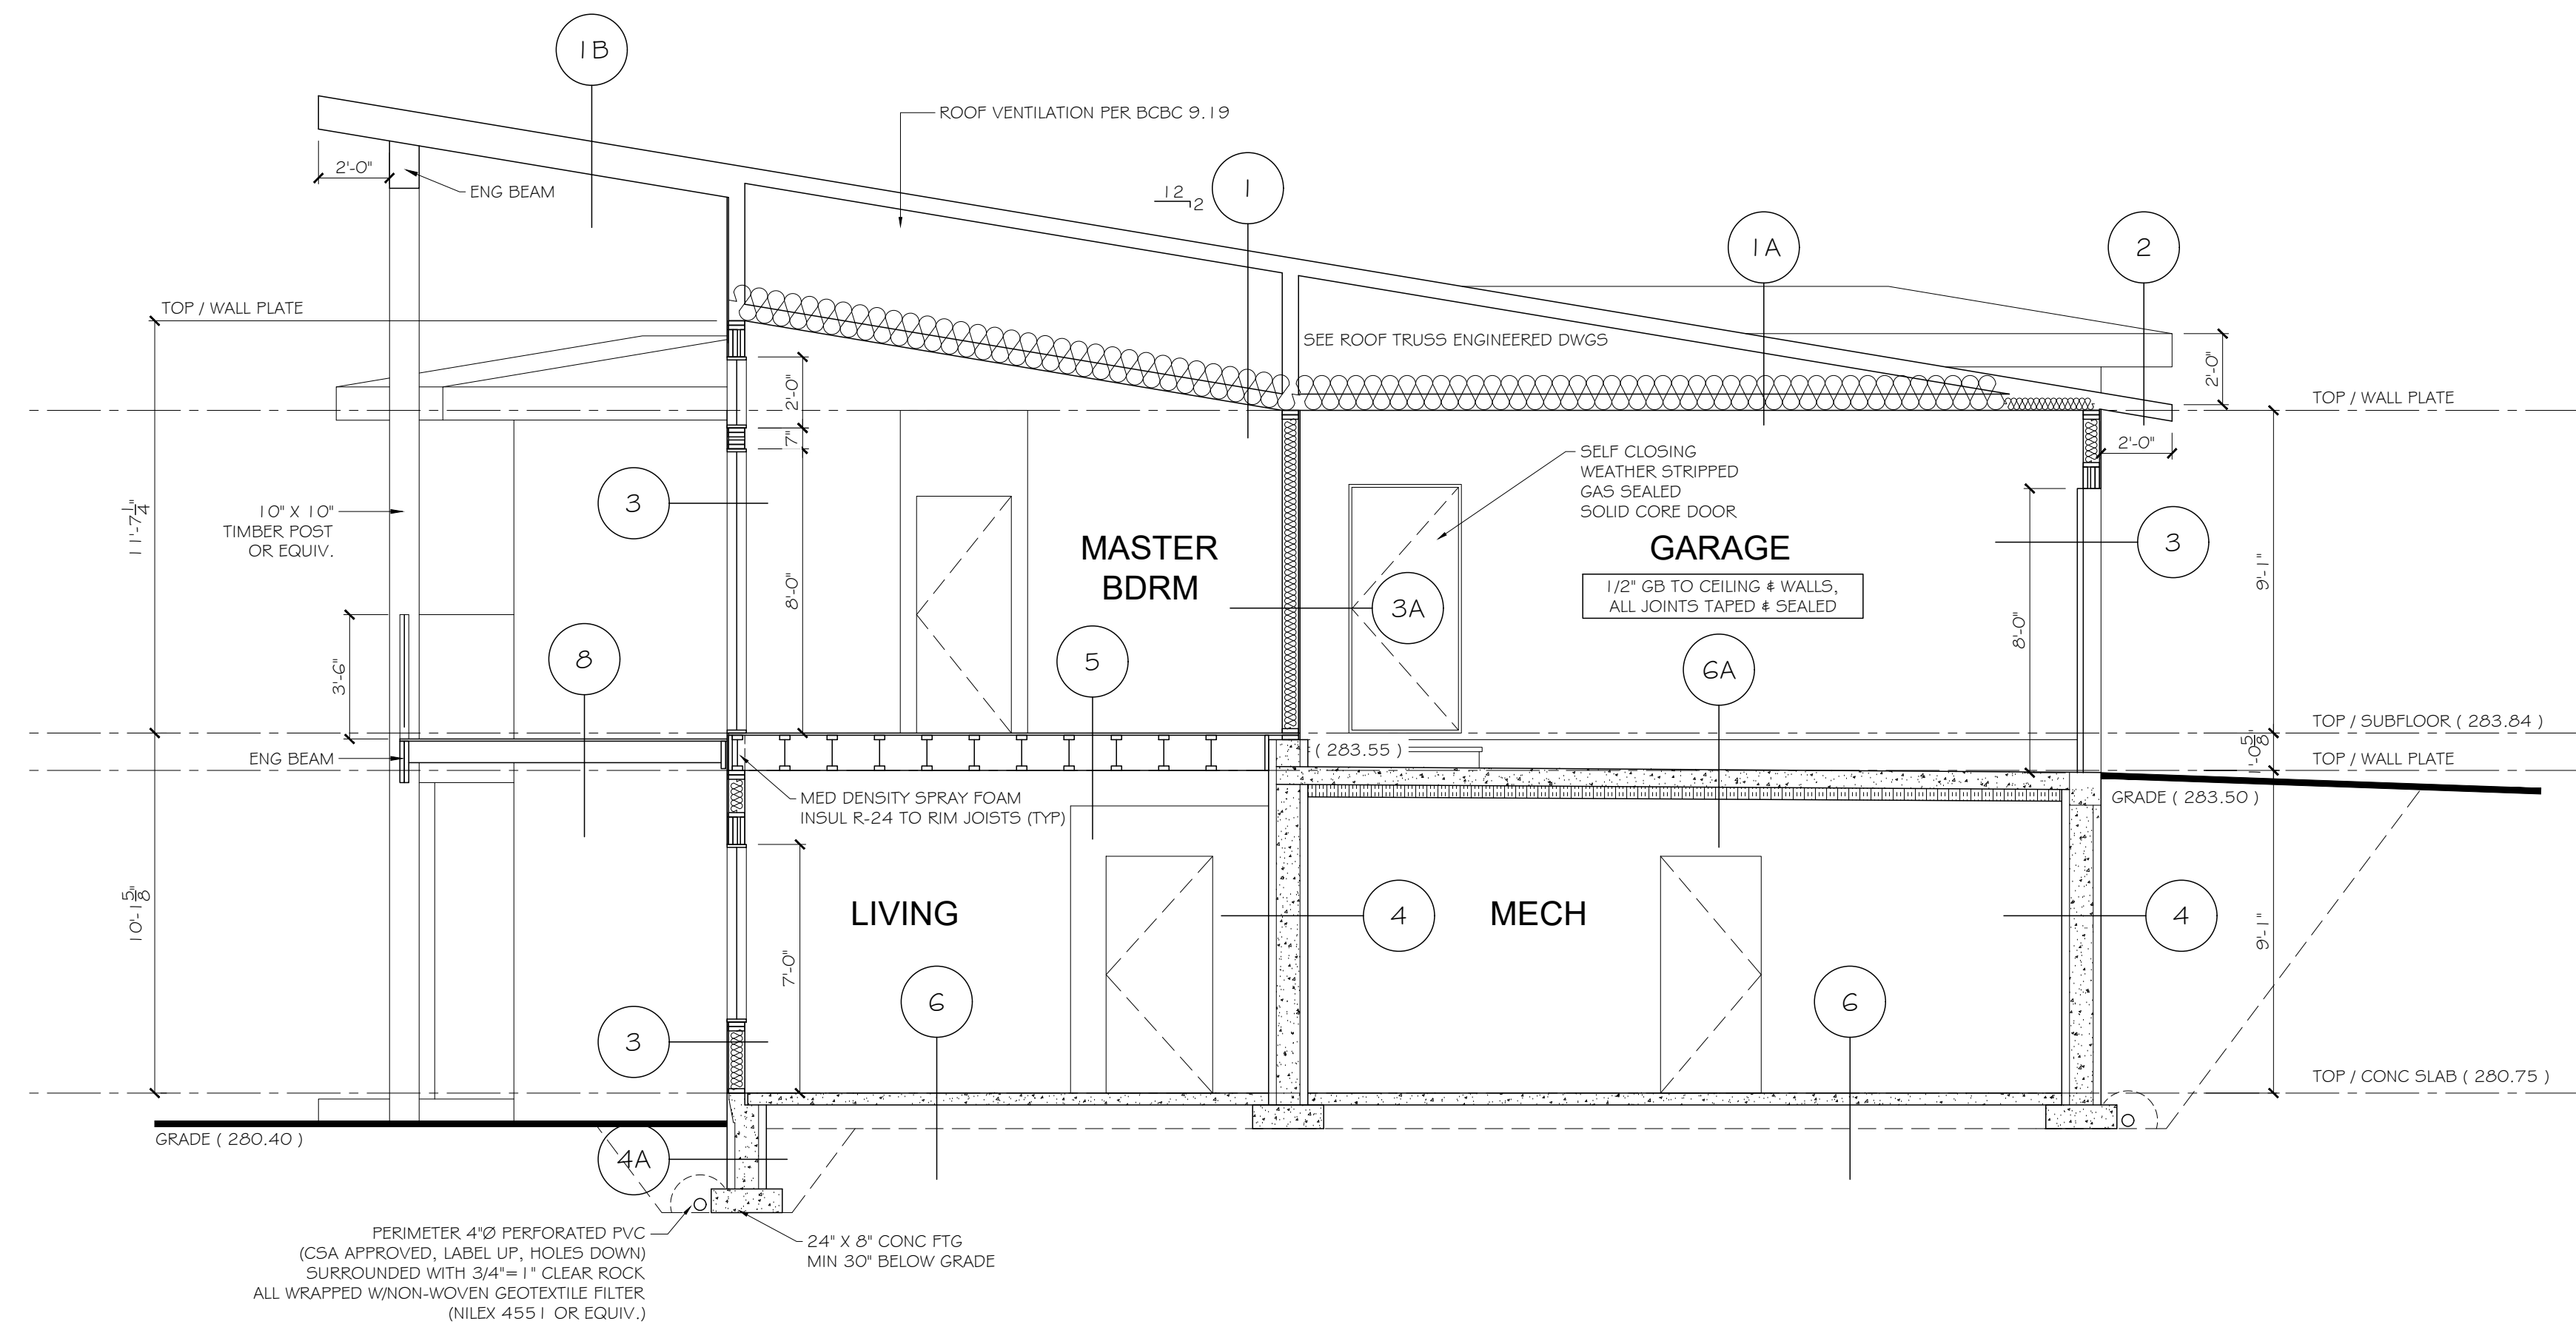 1B
ROOF VENTILATION PER BCBC 9.19
2'-0"
ENG BEAM
12
2
1
1A
2
TOP / WALL PLATE
SEE ROOF TRUSS ENGINEERED DWGS
2'-0"
2'-0"
TOP / WALL PLATE
7"
2'-0"
SELF CLOSING
WEATHER STRIPPED
GAS SEALED
SOLID CORE DOOR
3
11'-7 1/4"
10" X 10"
TIMBER POST
OR EQUIV.
8'-0"
MASTER
BDRM
GARAGE
1/2" GB TO CEILING & WALLS,
ALL JOINTS TAPED & SEALED
3
9'-1"
3A
8'-0"
3'-6"
8
5
6A
TOP / SUBFLOOR ( 283.84 )
ENG BEAM
( 283.55 )
1'-0 5/8"
TOP / WALL PLATE
MED DENSITY SPRAY FOAM
INSUL R-24 TO RIM JOISTS (TYP)
GRADE ( 283.50 )
10'-1 5/8"
LIVING
4
MECH
4
9'-1"
7'-0"
6
6
3
TOP / CONC SLAB ( 280.75 )
GRADE ( 280.40 )
4A
PERIMETER 4"Ø PERFORATED PVC
(CSA APPROVED, LABEL UP, HOLES DOWN)
SURROUNDED WITH 3/4"= 1" CLEAR ROCK
ALL WRAPPED W/NON-WOVEN GEOTEXTILE FILTER
(NILEX 4551 OR EQUIV.)
24" X 8" CONC FTG
MIN 30" BELOW GRADE